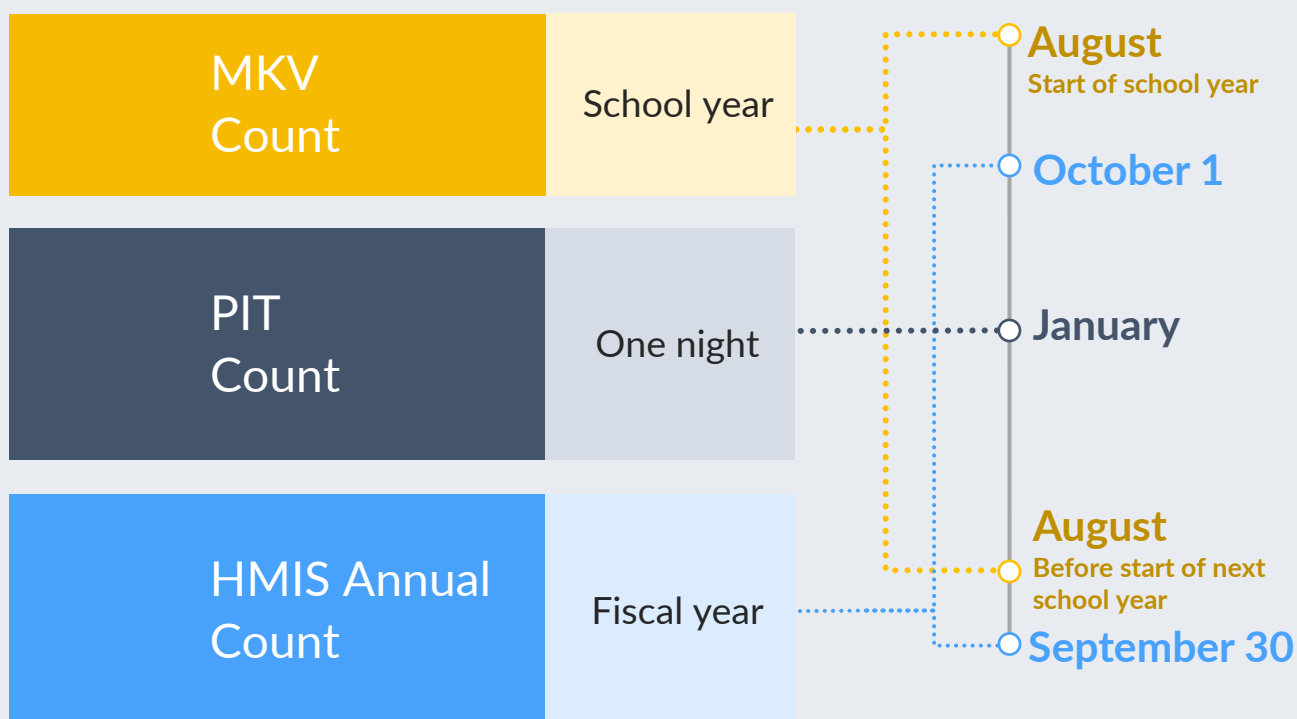 MKV
Count
School year
August
Start of school year
October 1
PIT
Count
One night
January
HMIS Annual
Count
Fiscal year
August
Before start of next
school year
September 30